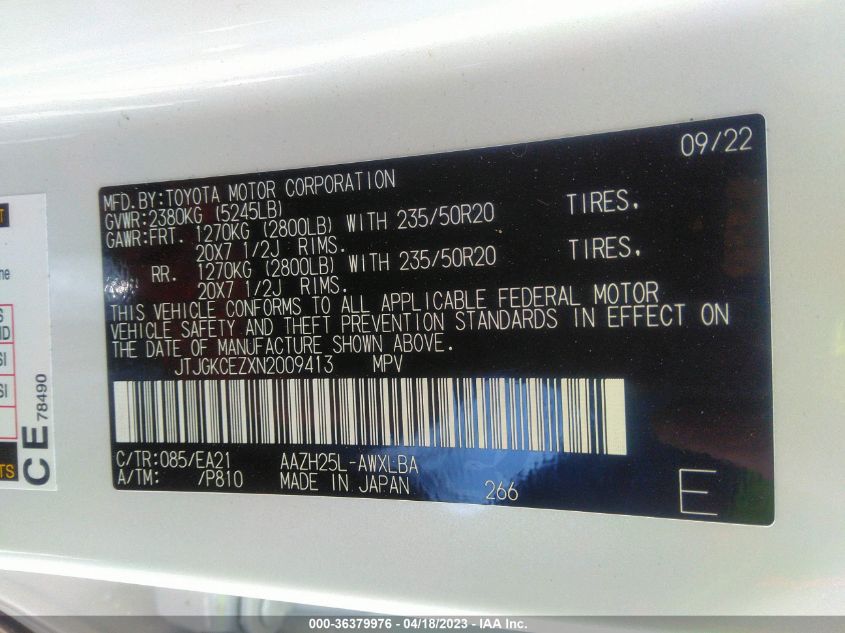 09/22
MFD.BY:TOYOTA MOTOR CORPORATION
GVWR:2380KG (5245LB)
GAWR:FRT. 1270KG (2800LB) WITH 235/50R20 TIRES.
20X7 1/2J RIMS.
RR. 1270KG (2800LB) WITH 235/50R20 TIRES.
20X7 1/2J RIMS.
THIS VEHICLE CONFORMS TO ALL APPLICABLE FEDERAL MOTOR
VEHICLE SAFETY AND THEFT PREVENTION STANDARDS IN EFFECT ON
THE DATE OF MANUFACTURE SHOWN ABOVE.
JTJGKCEZXN2009413 MPV
C/TR:085/EA21 AAZH25L-AWXLBA
A/TM: /P810 MADE IN JAPAN 266
E
CE 78490
000-36379976 - 04/18/2023 - IAA Inc.